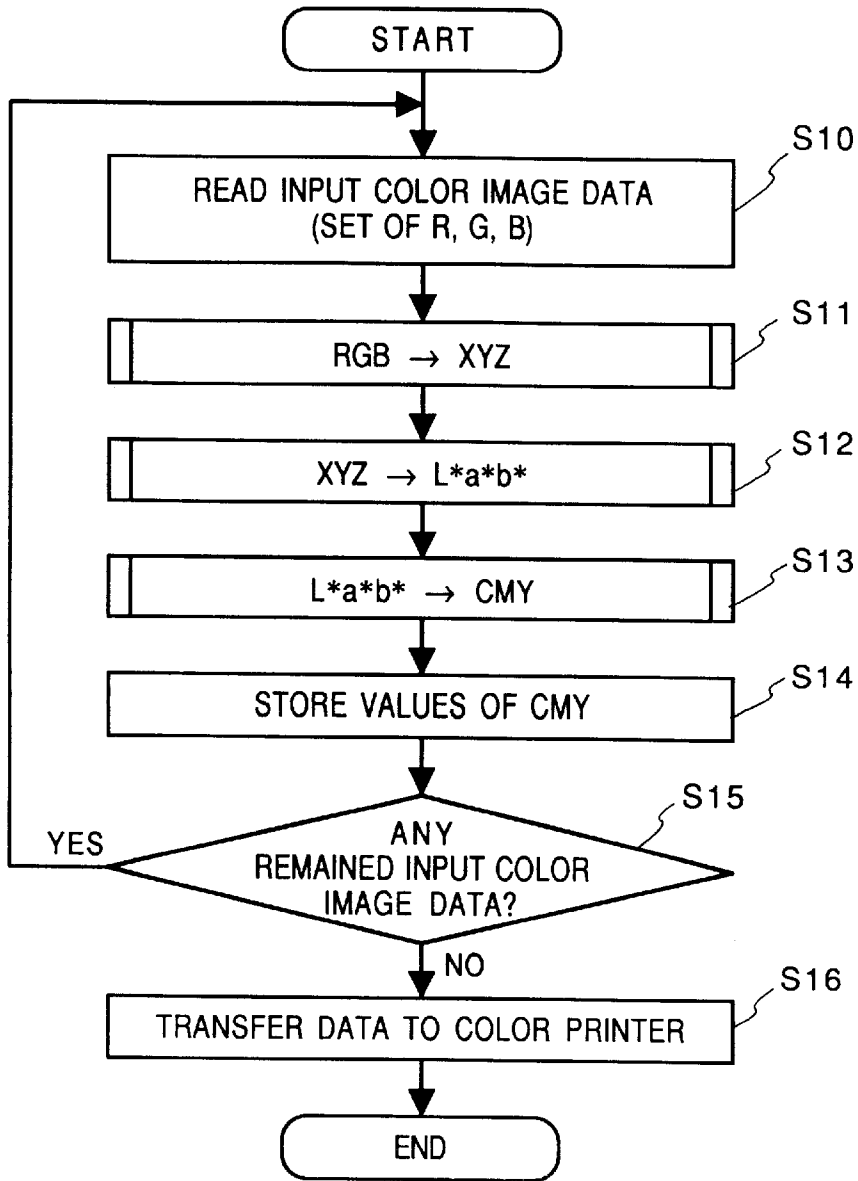 START
S10
READ INPUT COLOR IMAGE DATA
(SET OF R, G, B)
S11
RGB → XYZ
S12
XYZ → L*a*b*
S13
L*a*b* → CMY
S14
STORE VALUES OF CMY
S15
YES
ANY
REMAINED INPUT COLOR
IMAGE DATA?
NO
S16
TRANSFER DATA TO COLOR PRINTER
END